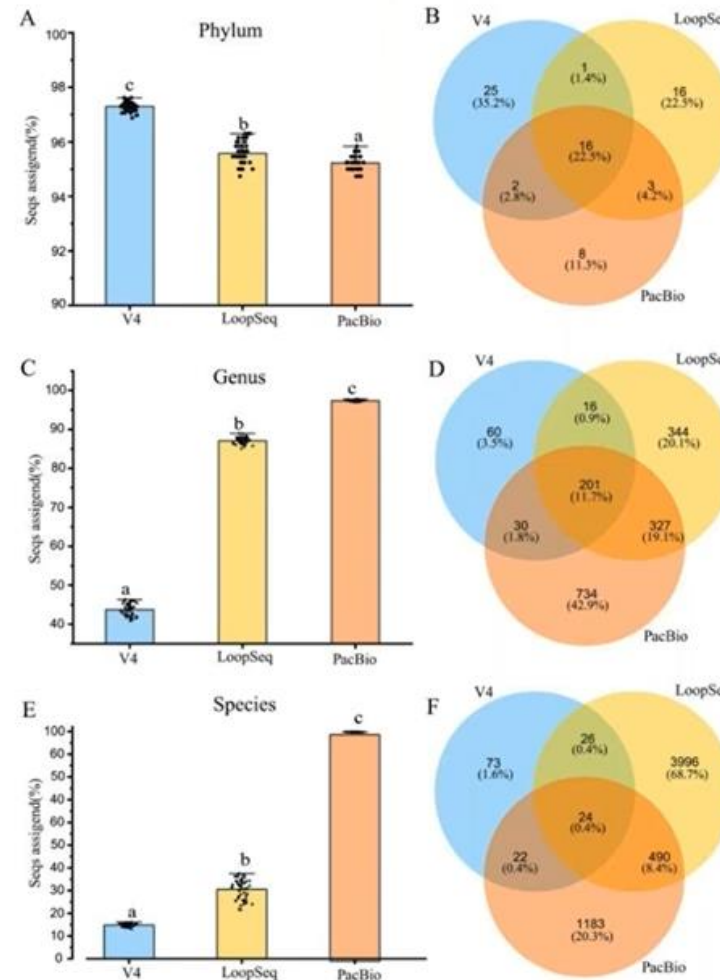 A
Phylum
100
98
96
94
92
90
Seqs assigend(%)
c
b
a
V4
LoopSeq
PacBio
B
V4
LoopSe
1
(1.4%)
25
(35.2%)
16
(22.5%)
16
(22.5%)
2
(2.8%)
3
(4.2%)
8
(11.3%)
PacBio
C
Genus
100
90
80
70
60
50
40
Seqs assigend(%)
a
b
c
V4
LoopSeq
PacBio
D
V4
LoopSe
16
(0.9%)
60
(3.5%)
344
(20.1%)
201
(11.7%)
30
(1.8%)
327
(19.1%)
734
(42.9%)
PacBio
E
Species
100
60
50
40
30
20
10
0
Seqs assigend(%)
a
b
c
V4
LoopSeq
PacBio
F
V4
LoopSe
26
(0.4%)
73
(1.6%)
3996
(68.7%)
24
(0.4%)
22
(0.4%)
490
(8.4%)
1183
(20.3%)
PacBio